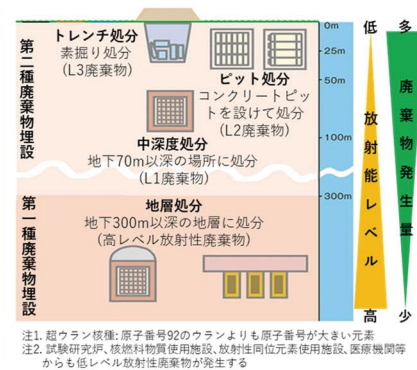 第二種廃棄物埋設
トレンチ処分
素掘り処分
(L3廃棄物)
ピット処分
コンクリートピッ
トを設けて処分
(L2廃棄物)
中深度処分
地下70m以深の場所に処分
(L1廃棄物)
第一種廃棄物埋設
地層処分
地下300m以深の地層に処分
(高レベル放射性廃棄物)
0m
25m
50m
100m
300m
低
放射能レベル
高
多
廃棄物発生量
少
注1. 超ウラン核種: 原子番号92のウランよりも原子番号が大きい元素
注2. 試験研究炉、核燃料物質使用施設、放射性同位元素使用施設、医療機関等
からも低レベル放射性廃棄物が発生する